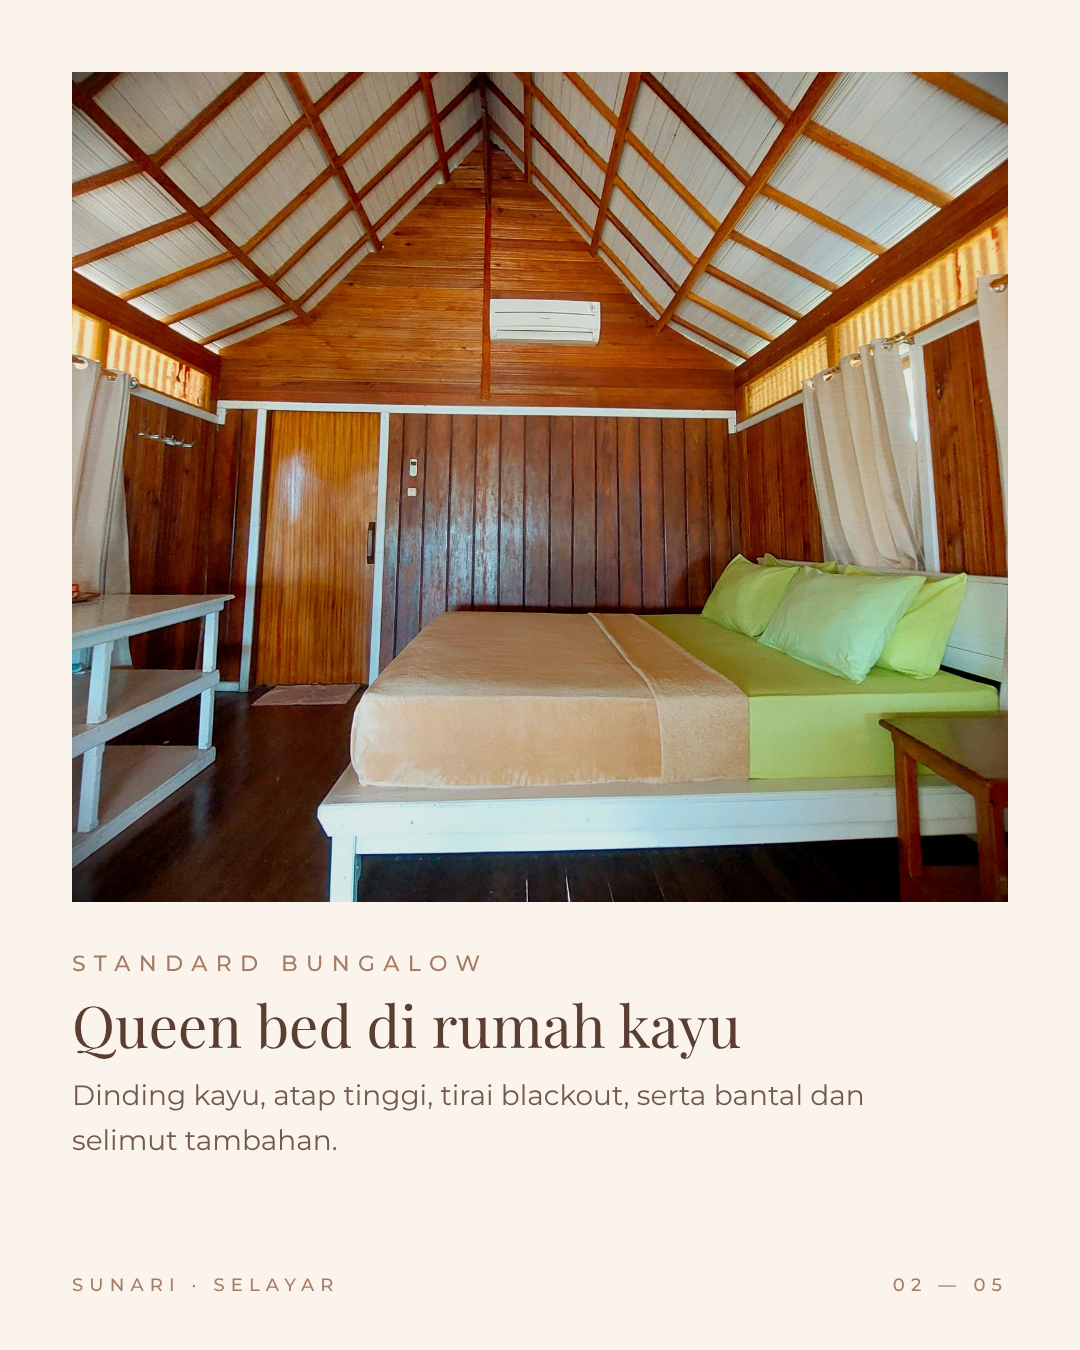 STANDARD BUNGALOW
Queen bed di rumah kayu
Dinding kayu, atap tinggi, tirai blackout, serta bantal dan
selimut tambahan.
SUNARI · SELAYAR
02 — 05